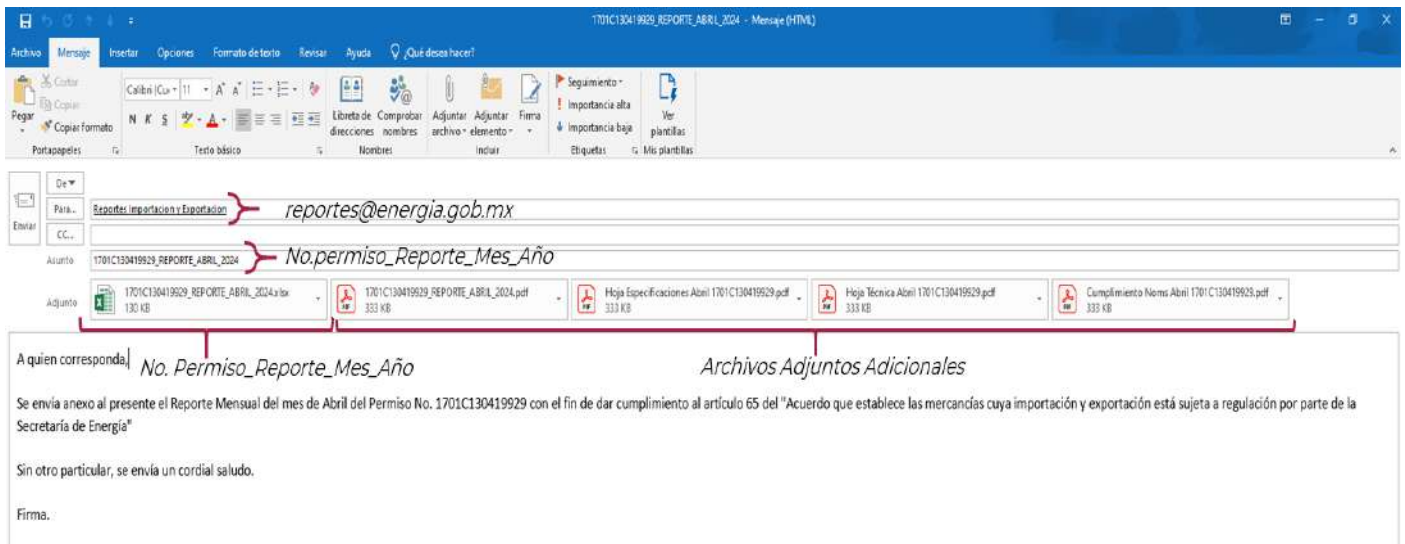 1701C130419929_REPORTE_ABRIL_2024 - Mensaje (HTML)
Archivo Mensaje Insertar Opciones Formato de texto Revisar Ayuda ¿Qué desea hacer?
Pegar
Cortar
Copiar
Copiar formato
Portapapeles
Calibri (Cu 11
N K S
Texto básico
Libreta de direcciones
Comprobar nombres
Nombres
Adjuntar archivo
Adjuntar elemento
Firma
Incluir
Seguimiento
Importancia alta
Importancia baja
Etiquetas
Ver plantillas
Mis plantillas
Enviar
De
Para... Reportes Importacion y Exportacion reportes@energia.gob.mx
CC...
Asunto 1701C130419929_REPORTE_ABRIL_2024 No.permiso_Reporte_Mes_Año
Adjunto
1701C130419929_REPORTE_ABRIL_2024.xlsx
130 KB
1701C130419929_REPORTE_ABRIL_2024.pdf
333 KB
Hoja Especificaciones Abril 1701C130419929.pdf
333 KB
Hoja Técnica Abril 1701C130419929.pdf
333 KB
Cumplimiento Noms Abril 1701C130419929.pdf
333 KB
No. Permiso_Reporte_Mes_Año
Archivos Adjuntos Adicionales
A quien corresponda,
Se envía anexo al presente el Reporte Mensual del mes de Abril del Permiso No. 1701C130419929 con el fin de dar cumplimiento al artículo 65 del "Acuerdo que establece las mercancías cuya importación y exportación está sujeta a regulación por parte de la
Secretaría de Energía"
Sin otro particular, se envía un cordial saludo.
Firma.